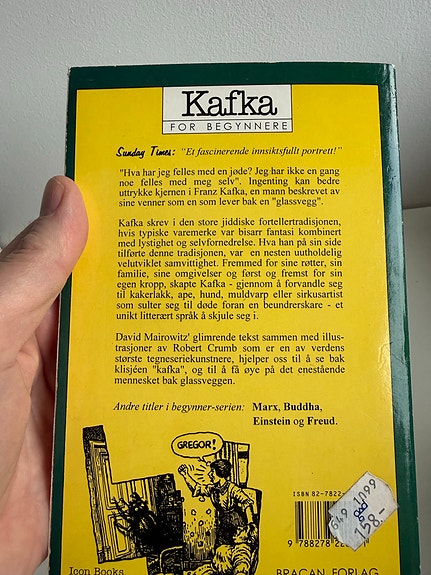 Kafka
FOR BEGYNNERE
Sunday Times: "Et fascinerende innsiktsfullt portrett!"
"Hva har jeg felles med en jøde? Jeg har ikke en gang
noe felles med meg selv". Ingenting kan bedre
uttrykke kjernen i Franz Kafka, en mann beskrevet av
sine venner som en som lever bak en "glassvegg".
Kafka skrev i den store jiddiske fortellertradisjonen,
hvis typiske varemerke var bisarr fantasi kombinert
med lystighet og selvfornedrelse. Hva han på sin side
tilførte denne tradisjonen, var en nesten uutholdelig
velutviklet samvittighet. Fremmed for sine røtter, sin
familie, sine omgivelser og først og fremst for sin
egen kropp, skapte Kafka - gjennom å forvandle seg
til kakerlakk, ape, hund, muldvarp eller sirkusartist
som sulter seg til døde foran en beundrerskare - et
unikt litterært språk å skjule seg i.
David Mairowitz' glimrende tekst sammen med illus-
trasjoner av Robert Crumb som er en av verdens
største tegneseriekunstnere, hjelper oss til å se bak
klisjéen "kafka", og til å få øye på det enestående
mennesket bak glassveggen.
Andre titler i begynner-serien: Marx, Buddha,
Einstein og Freud.
GREGOR!
ISBN 82-7822-
649 1099
128.-
9 788278 22
Icon Books
BRACAN FORLAG